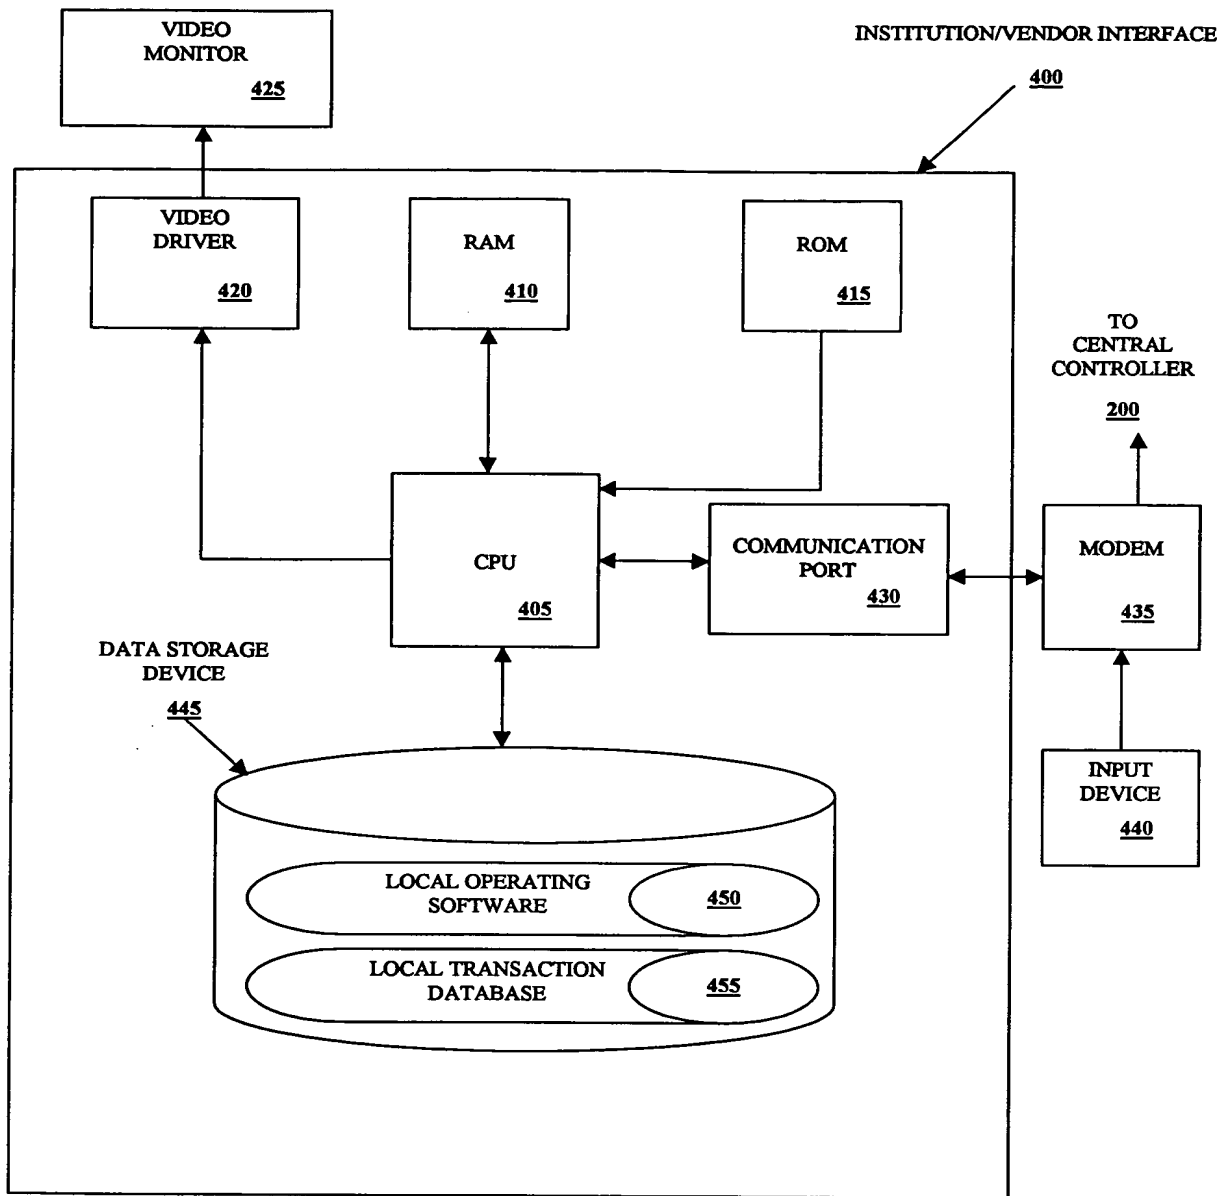 VIDEO
MONITOR
425
INSTITUTION/VENDOR INTERFACE
400
VIDEO
DRIVER
420
RAM
410
ROM
415
TO
CENTRAL
CONTROLLER
200
CPU
405
COMMUNICATION
PORT
430
MODEM
435
DATA STORAGE
DEVICE
445
INPUT
DEVICE
440
LOCAL OPERATING
SOFTWARE
450
LOCAL TRANSACTION
DATABASE
455